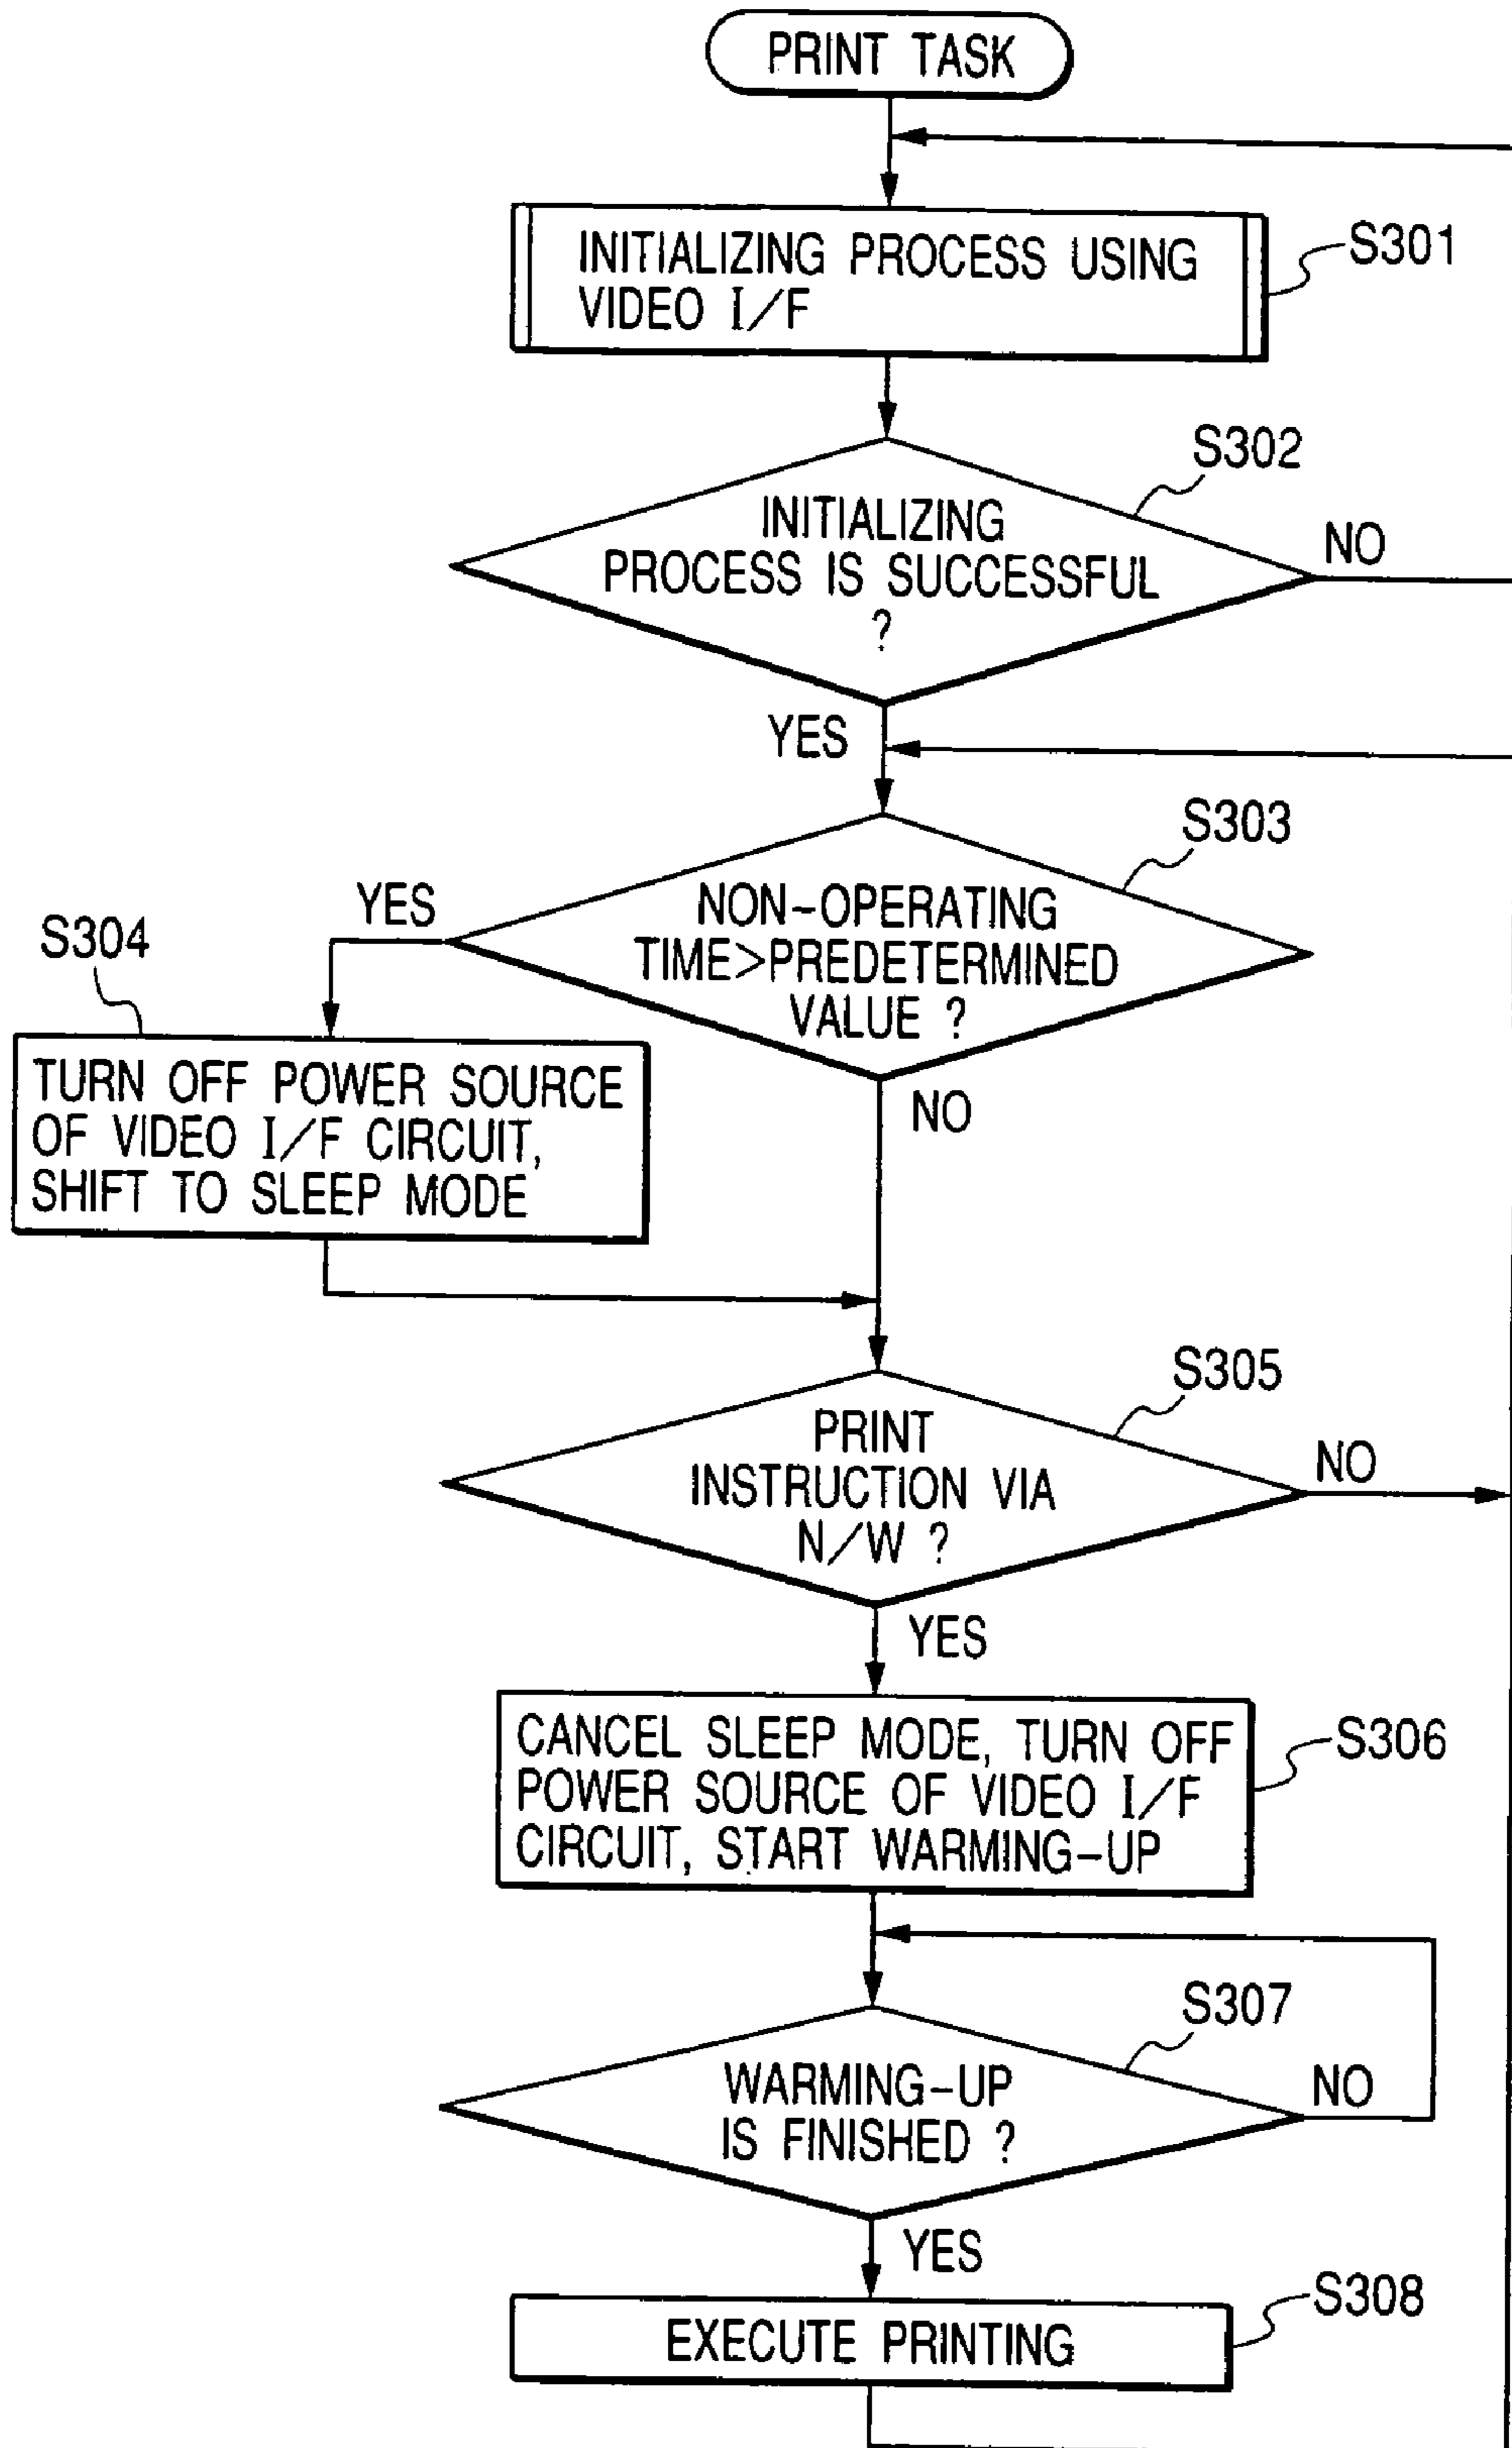 PRINT TASK
INITIALIZING PROCESS USING
VIDEO I/F
S301
S302
INITIALIZING
PROCESS IS SUCCESSFUL
?
NO
YES
S303
NON-OPERATING
TIME>PREDETERMINED
VALUE ?
YES
NO
S304
TURN OFF POWER SOURCE
OF VIDEO I/F CIRCUIT,
SHIFT TO SLEEP MODE
S305
PRINT
INSTRUCTION VIA
N/W ?
NO
YES
CANCEL SLEEP MODE, TURN OFF
POWER SOURCE OF VIDEO I/F
CIRCUIT, START WARMING-UP
S306
S307
WARMING-UP
IS FINISHED ?
NO
YES
S308
EXECUTE PRINTING